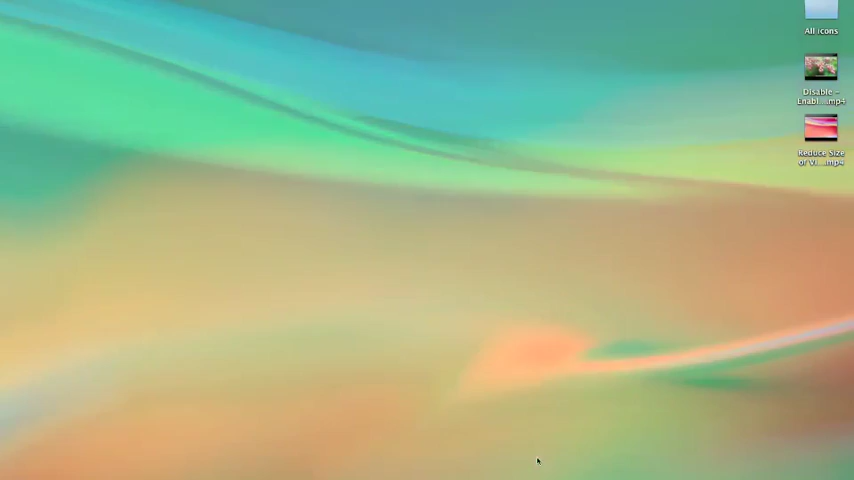 All Icons
Disable -
Enabl....mp4
Reduce Size
of Vi....mp4